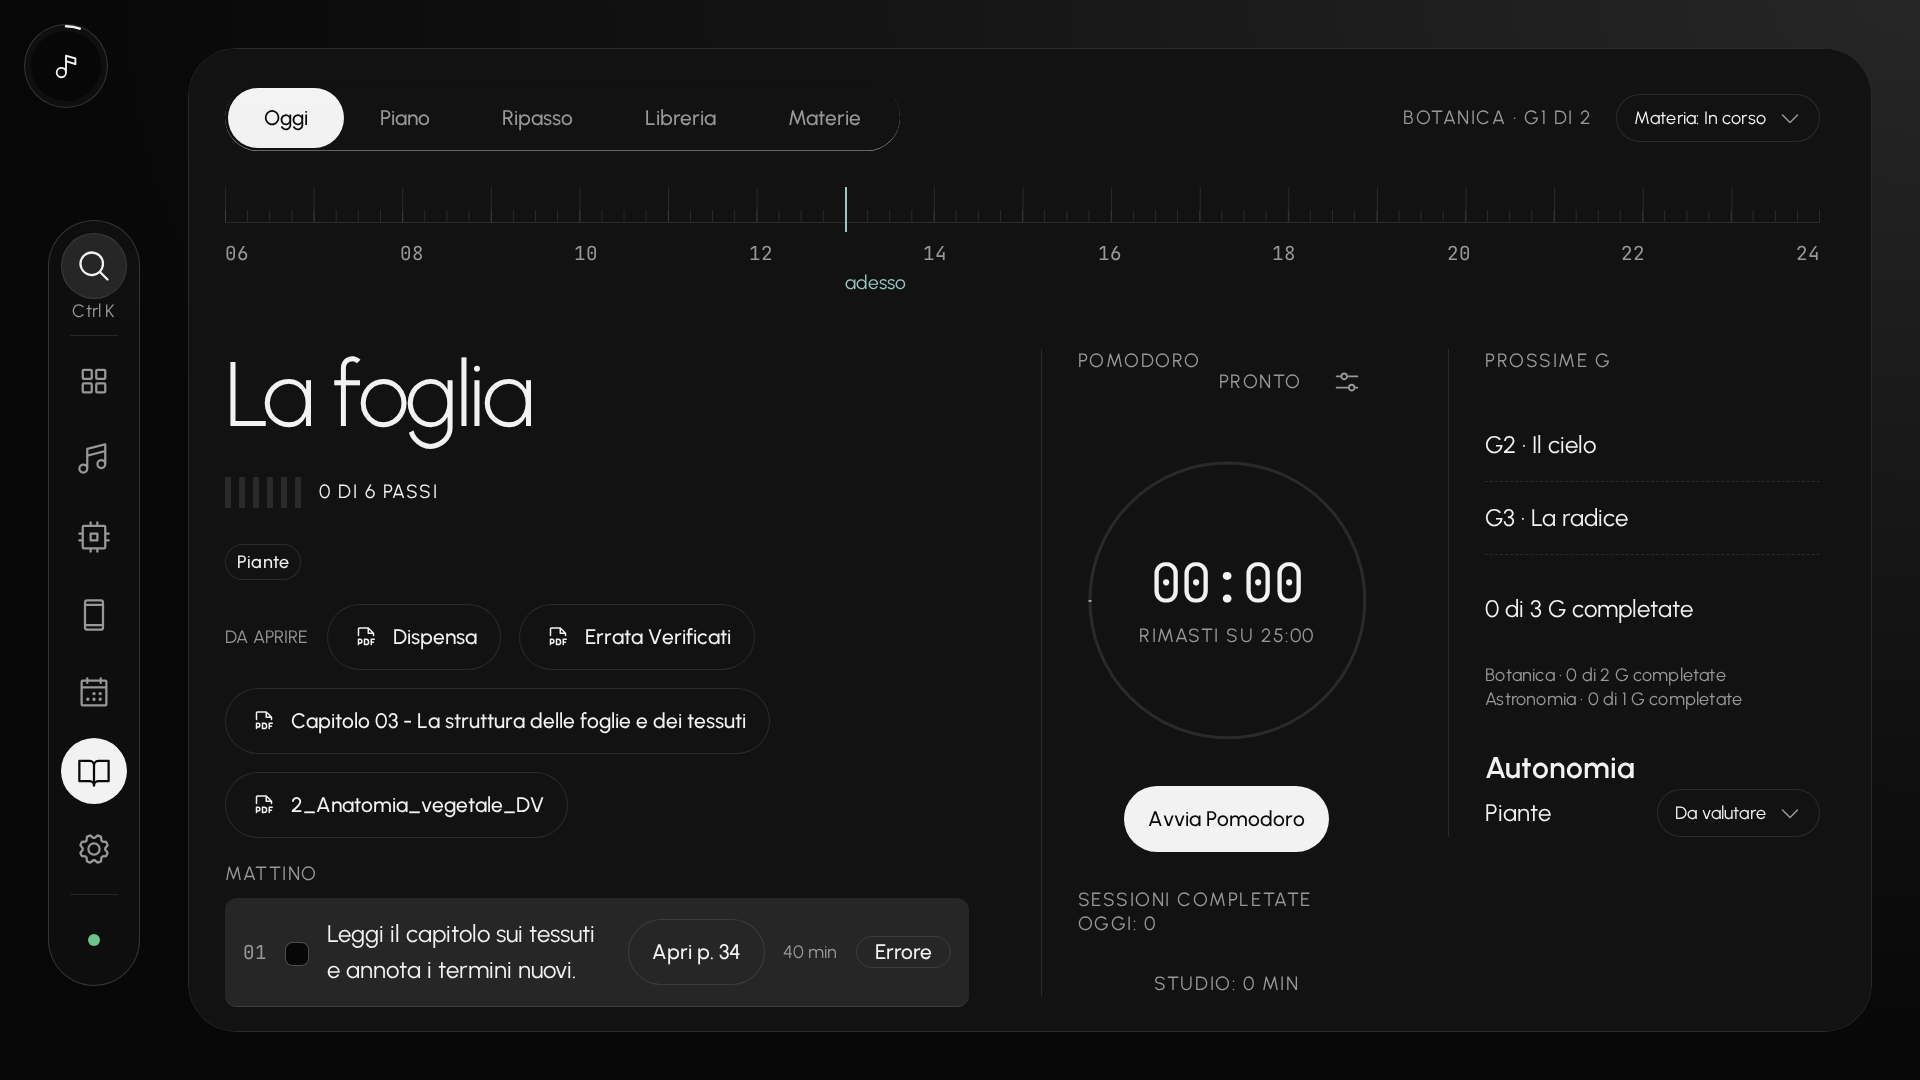 Oggi Piano Ripasso Libreria Materie
BOTANICA · G1 DI 2
Materia: In corso
06 08 10 12 14 16 18 20 22 24
adesso
Ctrl K
La foglia
0 DI 6 PASSI
Piante
DA APRIRE
PDF Dispensa
PDF Errata Verificati
PDF Capitolo 03 - La struttura delle foglie e dei tessuti
PDF 2_Anatomia_vegetale_DV
MATTINO
01
Leggi il capitolo sui tessuti
e annota i termini nuovi.
Apri p. 34
40 min
Errore
POMODORO
PRONTO
00:00
RIMASTI SU 25:00
Avvia Pomodoro
SESSIONI COMPLETATE
OGGI: 0
STUDIO: 0 MIN
PROSSIME G
G2 · Il cielo
G3 · La radice
0 di 3 G completate
Botanica · 0 di 2 G completate
Astronomia · 0 di 1 G completate
Autonomia
Piante
Da valutare